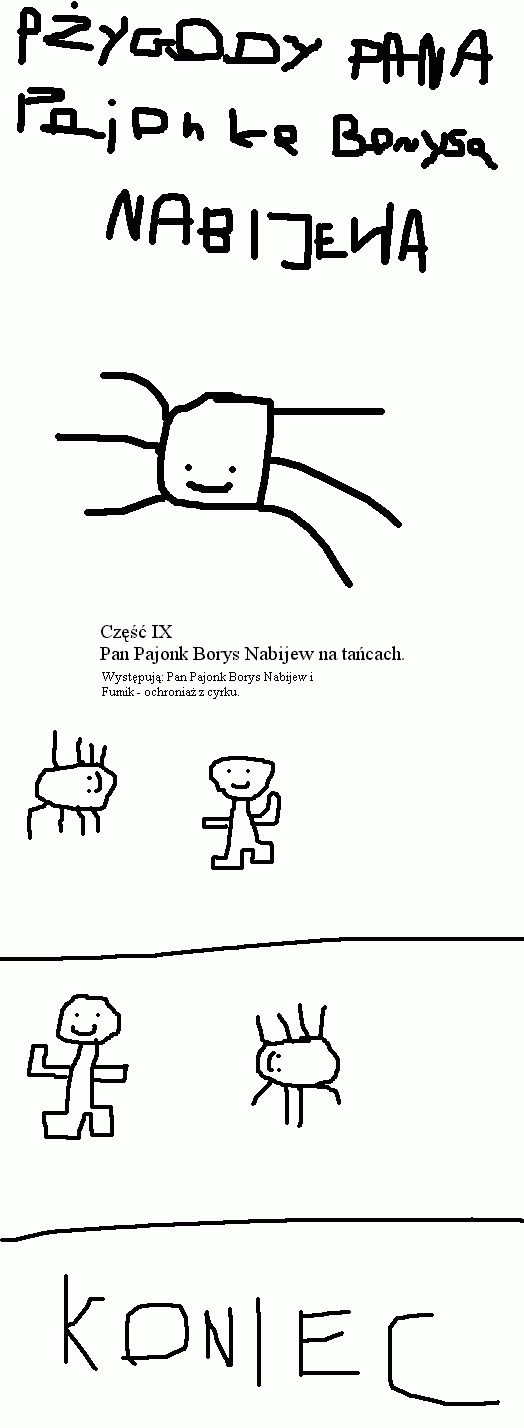 PŻYGODY PANA
PajOnka BOrysa
NABIJEWA
Część IX
Pan Pajonk Borys Nabijew na tańcach.
Występują: Pan Pajonk Borys Nabijew i
Fumik - ochroniaż z cyrku.
KONIEC